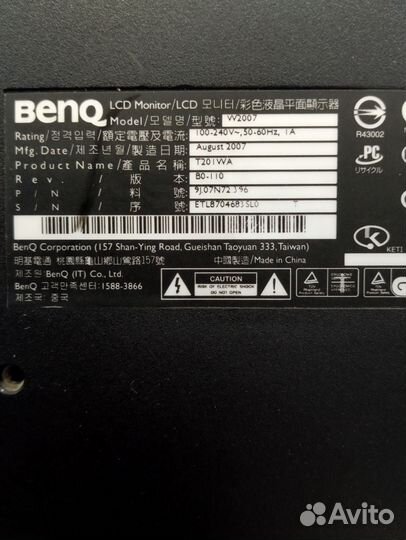 BenQ LCD Monitor/LCD 모니터/彩色液晶平面顯示器
Model/모델명/型號: VV2007
Rating/정격입력/額定電壓及電流: 100-240V~,50-60Hz, 1A
Mfg.Date/제조년월/製造日期: August 2007
Product Name/產品名稱: T201WA
Rev./版本: B0-110
P/N/料號: 9J.07N72.
S/N/序號:
R43002
PC
リサイクル
K
KETI
BenQ Corporation (157 Shan-Ying Road, Gueishan Taoyuan 333,Taiwan)
明基電通 桃園縣龜山鄉山鶯路157號 中國製造/Made in China
제조원: BenQ (IT) Co., Ltd.
BenQ 고객만족센터: 1588-3866
제조국: 중국
CAUTION
RISK OF ELECTRIC SHOCK
DO NOT OPEN
Avito